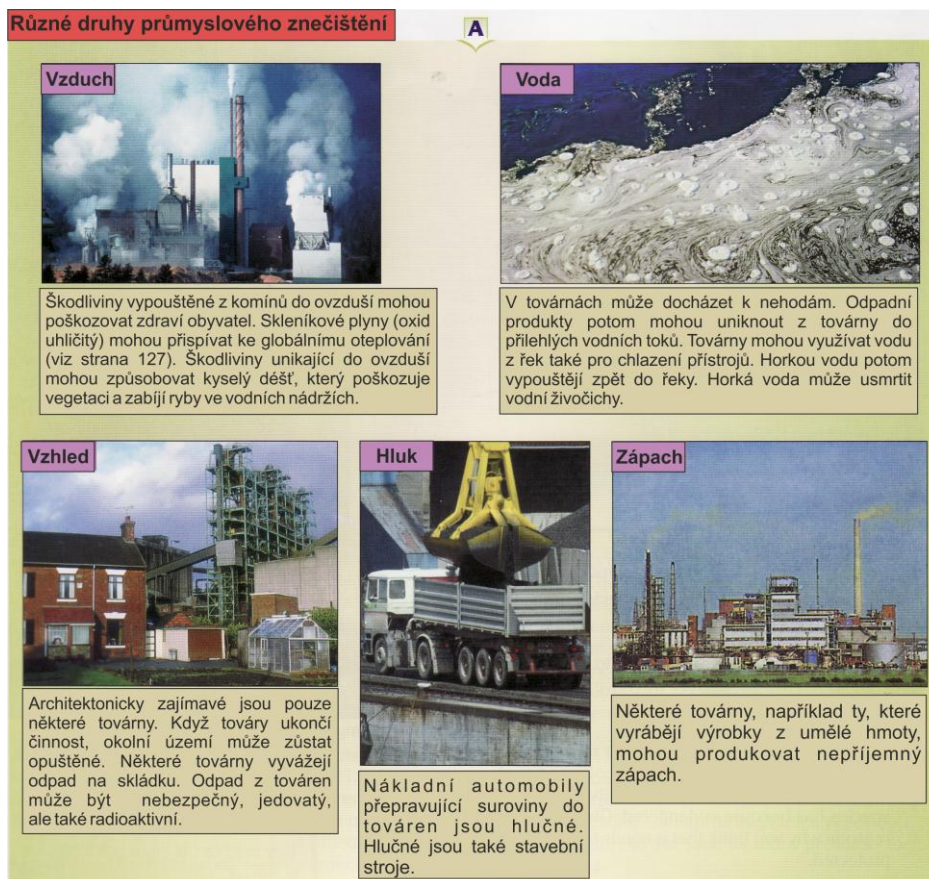 Různé druhy průmyslového znečištění
A
Vzduch
Škodliviny vypouštěné z komínů do ovzduší mohou
poškozovat zdraví obyvatel. Skleníkové plyny (oxid
uhličitý) mohou přispívat ke globálnímu oteplování
(viz strana 127). Škodliviny unikající do ovzduší
mohou způsobovat kyselý déšť, který poškozuje
vegetaci a zabíjí ryby ve vodních nádržích.
Voda
V továrnách může docházet k nehodám. Odpadní
produkty potom mohou uniknout z továrny do
přilehlých vodních toků. Továrny mohou využívat vodu
z řek také pro chlazení přístrojů. Horkou vodu potom
vypouštějí zpět do řeky. Horká voda může usmrtit
vodní živočichy.
Vzhled
Architektonicky zajímavé jsou pouze
některé továrny. Když továry ukončí
činnost, okolní území může zůstat
opuštěné. Některé továrny vyvážejí
odpad na skládku. Odpad z továren
může být nebezpečný, jedovatý,
ale také radioaktivní.
Hluk
Nákladní automobily
přepravující suroviny do
továren jsou hlučné.
Hlučné jsou také stavební
stroje.
Zápach
Některé továrny, například ty, které
vyrábějí výrobky z umělé hmoty,
mohou produkovat nepříjemný
zápach.